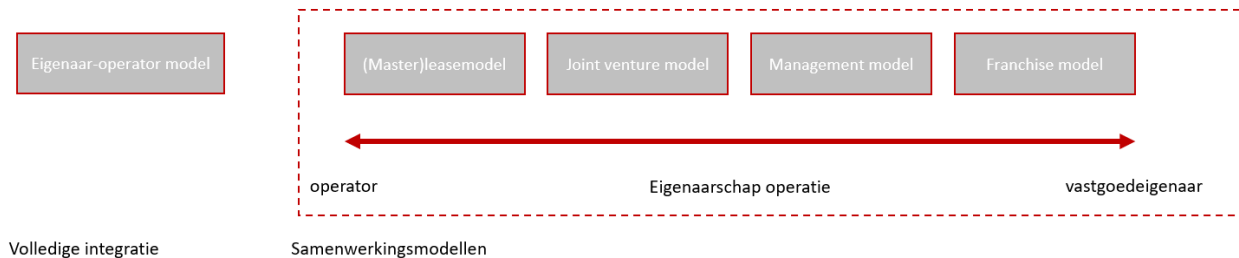 Eigenaar-operator model
(Master)leasemodel
Joint venture model
Management model
Franchise model
operator
Eigenaarschap operatie
vastgoedeigenaar
Volledige integratie
Samenwerkingsmodellen